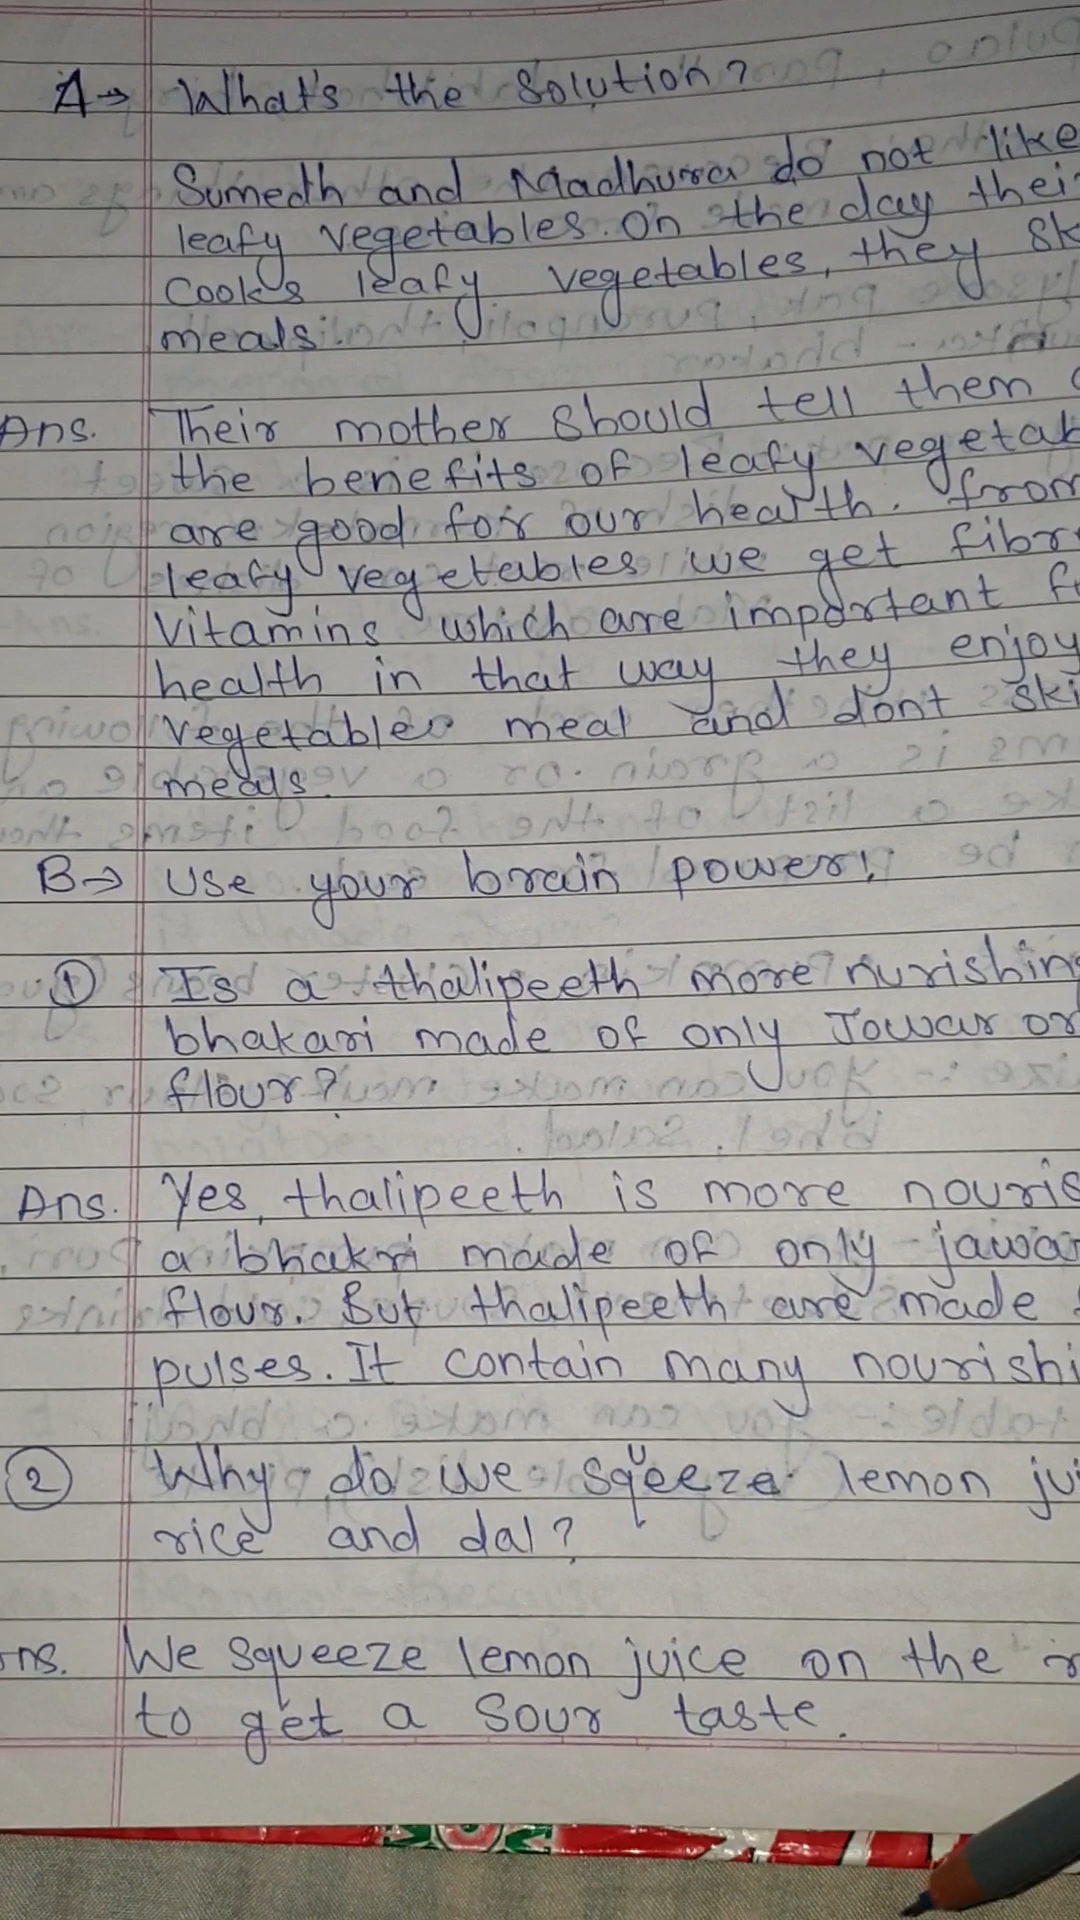 A→ What's the Solution?
Sumedh and Madhura do not like
leafy vegetables. On the day thei
cooks leafy vegetables, they sk
meals.
Ans. Their mother should tell them
the benefits of leafy vegetab
are good for our health. from
leafy vegetables we get fibr
vitamins which are important f
health in that way they enjoy
vegetables meal and dont ski
meals.
B→ Use your brain power!
① Is a thalipeeth more nurishing
bhakari made of only Jowar or
flour?
Ans. Yes, thalipeeth is more nouris
a bhakri made of only jawar
flour. But thalipeeth are made
pulses. It contain many nourishi
② Why do we sqeeze lemon jui
rice and dal?
ns. We squeeze lemon juice on the r
to get a sour taste.